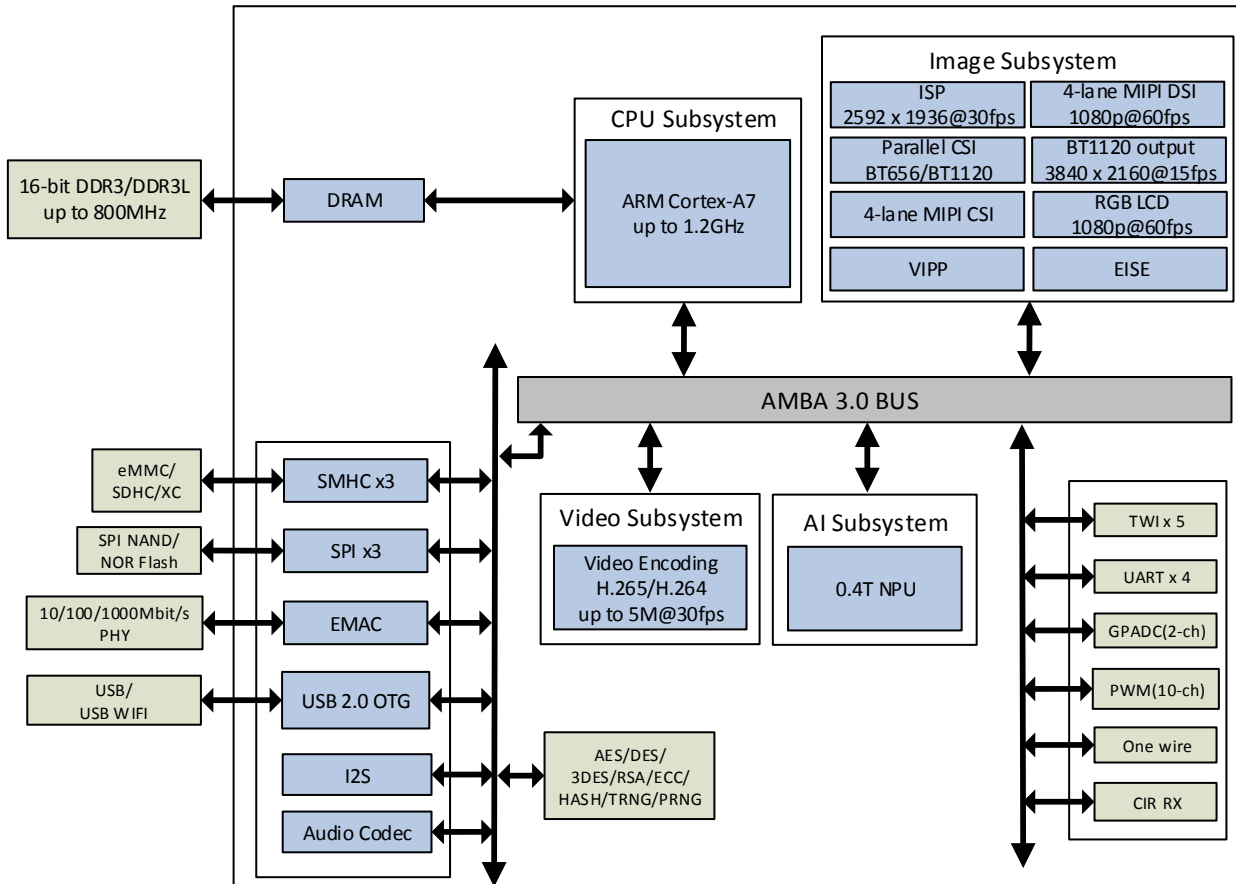 Image Subsystem
ISP
2592 x 1936@30fps
4-lane MIPI DSI
1080p@60fps
Parallel CSI
BT656/BT1120
BT1120 output
3840 x 2160@15fps
4-lane MIPI CSI
RGB LCD
1080p@60fps
VIPP
EISE
CPU Subsystem
ARM Cortex-A7
up to 1.2GHz
16-bit DDR3/DDR3L
up to 800MHz
DRAM
AMBA 3.0 BUS
eMMC/
SDHC/XC
SMHC x3
SPI NAND/
NOR Flash
SPI x3
10/100/1000Mbit/s
PHY
EMAC
USB/
USB WIFI
USB 2.0 OTG
I2S
Audio Codec
AES/DES/
3DES/RSA/ECC/
HASH/TRNG/PRNG
Video Subsystem
Video Encoding
H.265/H.264
up to 5M@30fps
AI Subsystem
0.4T NPU
TWI x 5
UART x 4
GPADC(2-ch)
PWM(10-ch)
One wire
CIR RX